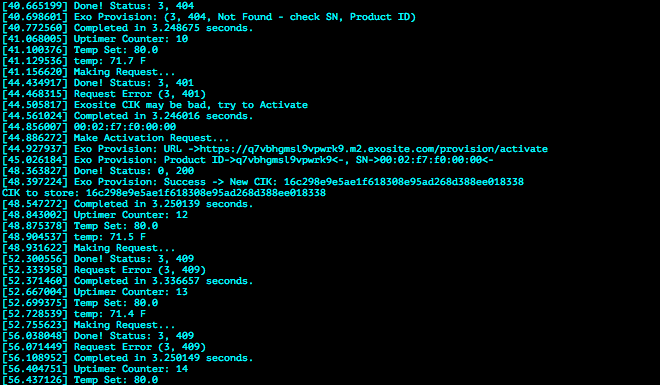 [40.665199] Done! Status: 3, 404
[40.698601] Exo Provision: (3, 404, Not Found - check SN, Product ID)
[40.772560] Completed in 3.248675 seconds.
[41.068005] Uptimer Counter: 10
[41.100376] Temp Set: 80.0
[41.129536] temp: 71.7 F
[41.156620] Making Request...
[44.434917] Done! Status: 3, 401
[44.468315] Request Error (3, 401)
[44.505817] Exosite CIK may be bad, try to Activate
[44.561024] Completed in 3.246016 seconds.
[44.856007] 00:02:f7:f0:00:00
[44.886272] Make Activation Request...
[44.927937] Exo Provision: URL ->https://q7vbhgmsl9vpwrk9.m2.exosite.com/provision/activate
[45.026184] Exo Provision: Product ID->q7vbhgmsl9vpwrk9<-, SN->00:02:f7:f0:00:00<-
[48.363827] Done! Status: 0, 200
[48.397224] Exo Provision: Success -> New CIK: 16c298e9e5ae1f618308e95ad268d388ee018338
CIK to store: 16c298e9e5ae1f618308e95ad268d388ee018338
[48.547272] Completed in 3.250139 seconds.
[48.843002] Uptimer Counter: 12
[48.875378] Temp Set: 80.0
[48.904537] temp: 71.5 F
[48.931622] Making Request...
[52.300556] Done! Status: 3, 409
[52.333958] Request Error (3, 409)
[52.371460] Completed in 3.336657 seconds.
[52.667004] Uptimer Counter: 13
[52.699375] Temp Set: 80.0
[52.728539] temp: 71.4 F
[52.755623] Making Request...
[56.038048] Done! Status: 3, 409
[56.071449] Request Error (3, 409)
[56.108952] Completed in 3.250149 seconds.
[56.404751] Uptimer Counter: 14
[56.437126] Temp Set: 80.0